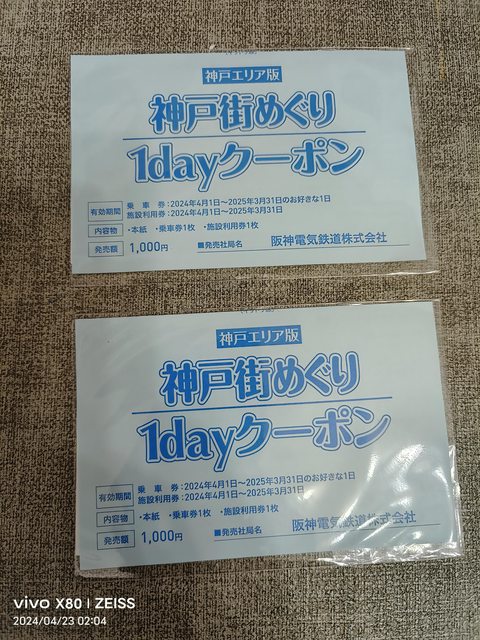 神戸エリア版
神戸街めぐり
1dayクーポン
有効期間
乗 車 券:2024年4月1日~2025年3月31日のお好きな1日
施設利用券:2024年4月1日~2025年3月31日
内容物 ・本紙 ・乗車券1枚 ・施設利用券1枚
発売額 1,000円 ■発売社局名 阪神電気鉄道株式会社
神戸エリア版
神戸街めぐり
1dayクーポン
有効期間
乗 車 券:2024年4月1日~2025年3月31日のお好きな1日
施設利用券:2024年4月1日~2025年3月31日
内容物 ・本紙 ・乗車券1枚 ・施設利用券1枚
発売額 1,000円 ■発売社局名 阪神電気鉄道株式会社
vivo X80 | ZEISS
2024/04/23 02:04